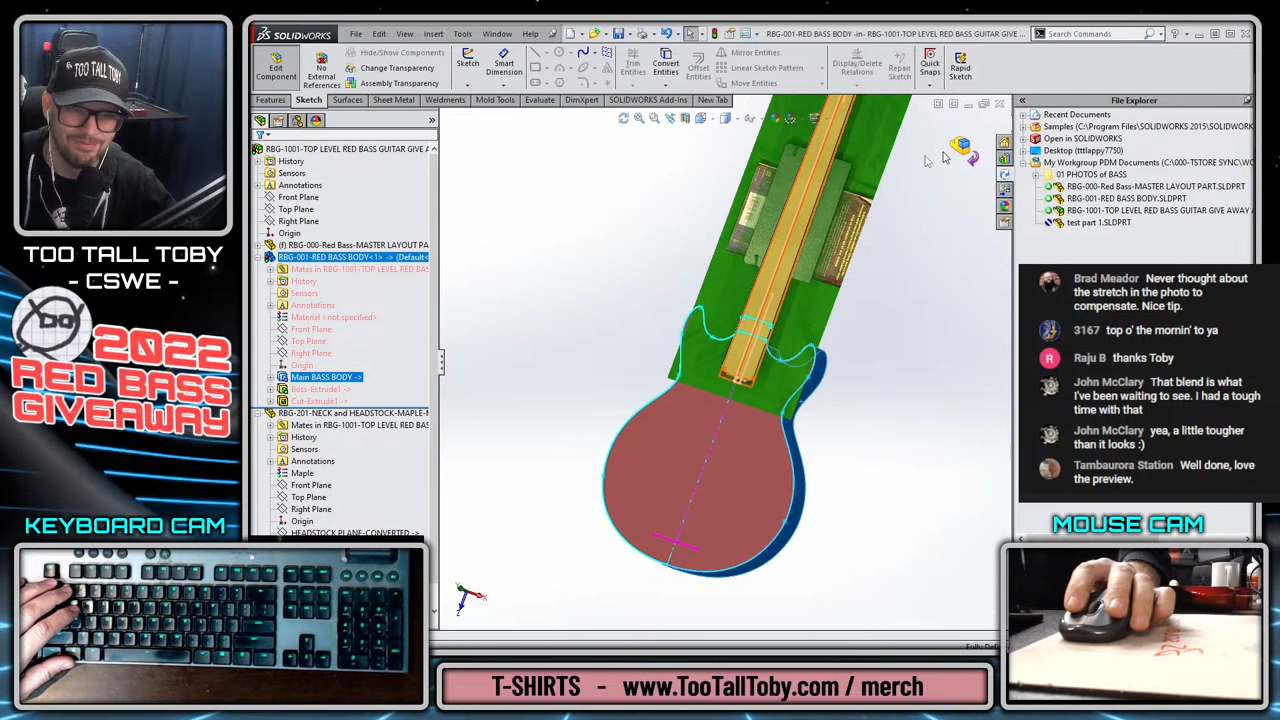 TOO TALL TOBY
TOO TALL TOBY
- CSWE -
2022
RED BASS
GIVEAWAY
KEYBOARD CAM
SOLIDWORKS
File Edit View Insert Tools Window Help
RBG-001-RED BASS BODY -in- RBG-1001-TOP LEVEL RED BASS GUITAR GIVE ...
Search Commands
Edit Component
No External References
Hide/Show Components
Change Transparency
Assembly Transparency
Sketch
Smart Dimension
Trim Entities
Convert Entities
Offset Entities
Mirror Entities
Linear Sketch Pattern
Move Entities
Display/Delete Relations
Repair Sketch
Quick Snaps
Rapid Sketch
Features Sketch Surfaces Sheet Metal Weldments Mold Tools Evaluate DimXpert SOLIDWORKS Add-Ins New Tab
RBG-1001-TOP LEVEL RED BASS GUITAR GIVE A
History
Sensors
Annotations
Front Plane
Top Plane
Right Plane
Origin
(f) RBG-000-Red Bass-MASTER LAYOUT PA
RBG-001-RED BASS BODY<1> -> (Default<
Mates in RBG-1001-TOP LEVEL RED BAS
History
Sensors
Annotations
Material <not specified>
Front Plane
Top Plane
Right Plane
Origin
Main BASS BODY ->
Boss-Extrude1 ->
Cut-Extrude1 ->
RBG-201-NECK and HEADSTOCK-MAPLE-
Mates in RBG-1001-TOP LEVEL RED BAS
History
Sensors
Annotations
Maple
Front Plane
Top Plane
Right Plane
Origin
HEADSTOCK PLANE-CONVERTED ->
Y
X
Z
File Explorer
Recent Documents
Samples (C:\Program Files\SOLIDWORKS 2015\SAM
Open in SOLIDWORKS
Desktop (tttlappy2751)
My Workgroup PDM Documents (C:\000-TSTORE SYNC\W
01 PHOTOS of BASS
RBG-000-Red Bass-MASTER LAYOUT PART.SLDPRT
RBG-001-RED BASS BODY.SLDPRT
RBG-1001-TOP LEVEL RED BASS GUITAR GIVE AWAY A
test part 1.SLDPRT
Brad Meador Never thought about
the stretch in the photo to
compensate. Nice tip.
3167 top o' the mornin' to ya
Raju B thanks Toby
John McClary That blend is what
I've been waiting to see. I had a tough
time with that
John McClary yea, a little tougher
than it looks :)
Tambaurora Station Well done, love
the preview.
MOUSE CAM
T-SHIRTS - www.TooTallToby.com / merch